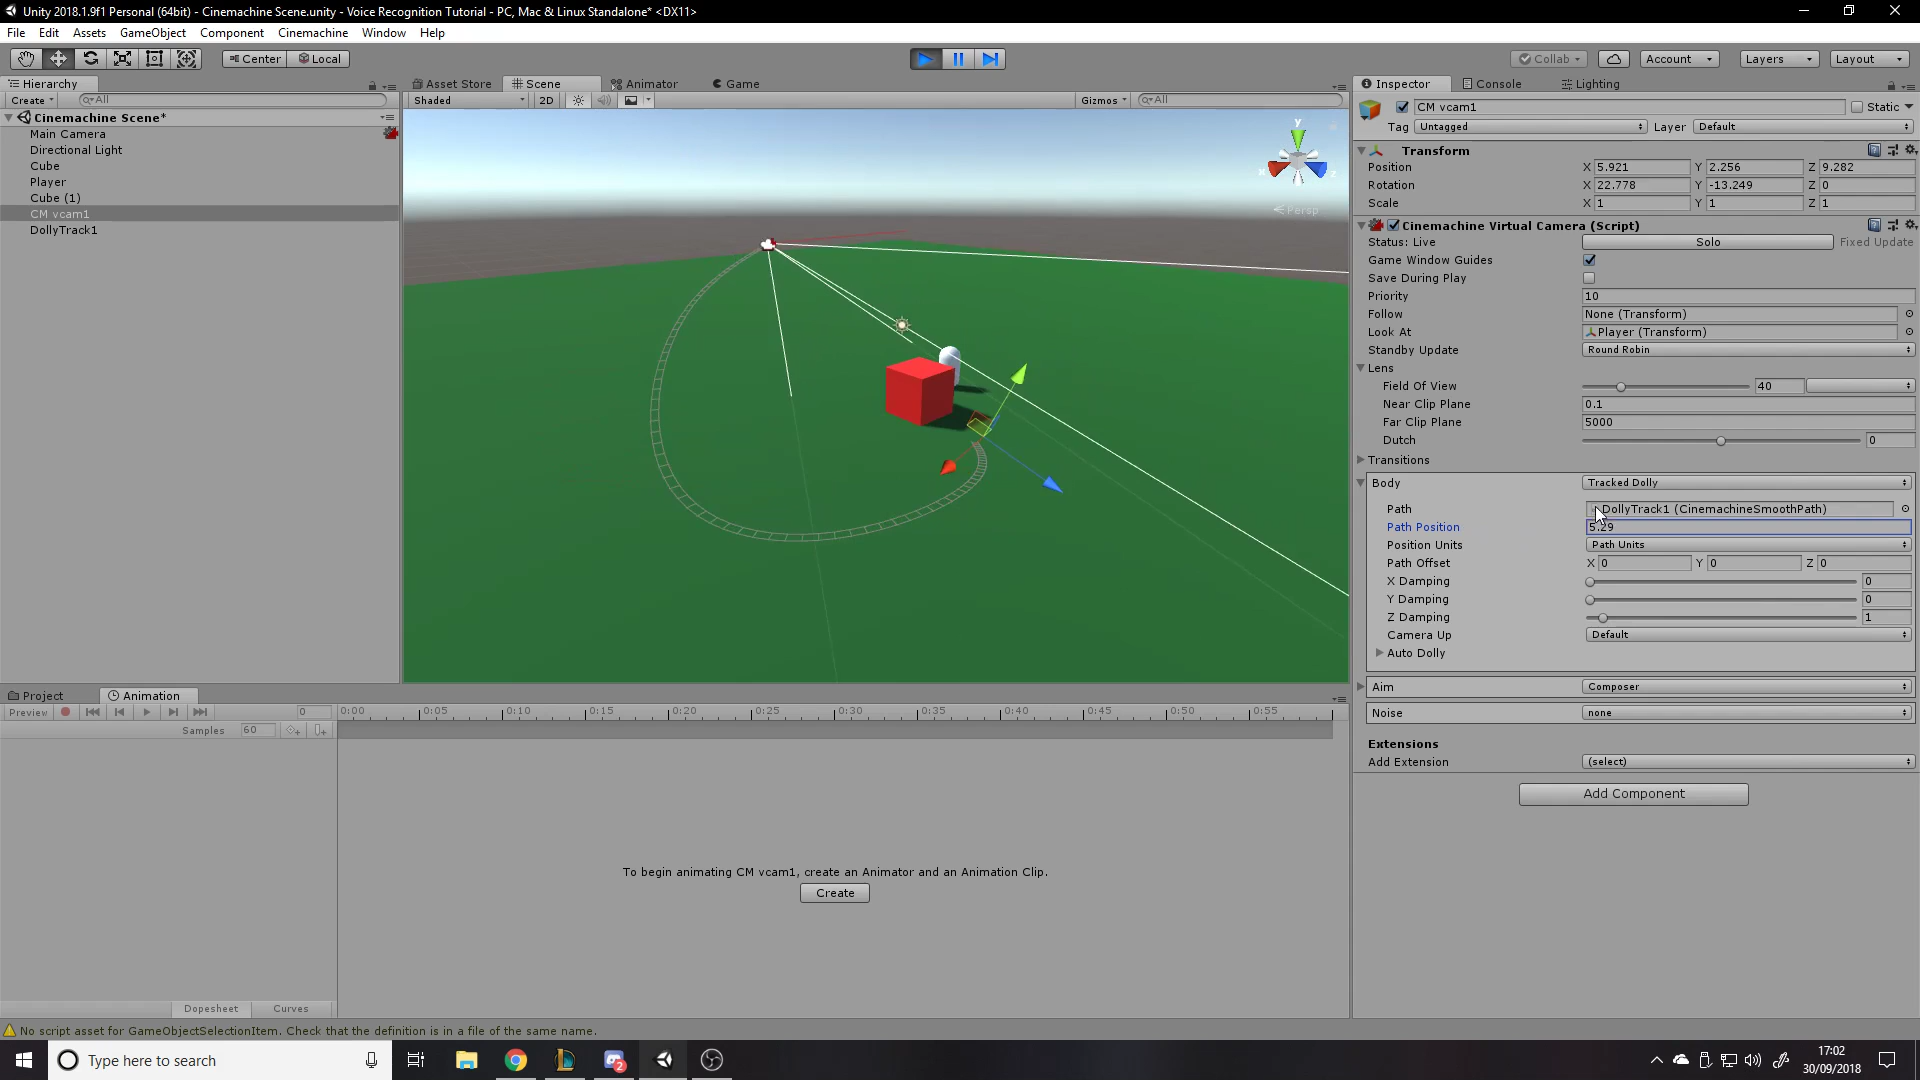 Unity 2018.1.9f1 Personal (64bit) - Cinemachine Scene.unity - Voice Recognition Tutorial - PC, Mac & Linux Standalone* <DX11>
File Edit Assets GameObject Component Cinemachine Window Help
Center Local Collab Account Layers Layout
Hierarchy
Create All
Cinemachine Scene*
Main Camera
Directional Light
Cube
Player
Cube (1)
CM vcam1
DollyTrack1
Asset Store Scene Animator Game
Shaded 2D Gizmos All
y
x
z
Persp
Inspector Console Lighting
CM vcam1 Static
Tag Untagged Layer Default
Transform
Position X 5.921 Y 2.256 Z 9.282
Rotation X 22.778 Y -13.249 Z 0
Scale X 1 Y 1 Z 1
Cinemachine Virtual Camera (Script)
Status: Live Solo Fixed Update
Game Window Guides
Save During Play
Priority 10
Follow None (Transform)
Look At Player (Transform)
Standby Update Round Robin
Lens
Field Of View 40
Near Clip Plane 0.1
Far Clip Plane 5000
Dutch 0
Transitions
Body Tracked Dolly
Path DollyTrack1 (CinemachineSmoothPath)
Path Position 5.29
Position Units Path Units
Path Offset X 0 Y 0 Z 0
X Damping 0
Y Damping 0
Z Damping 1
Camera Up Default
Auto Dolly
Aim Composer
Noise none
Extensions
Add Extension (select)
Add Component
Project Animation
Preview 0 0:00 0:05 0:10 0:15 0:20 0:25 0:30 0:35 0:40 0:45 0:50 0:55
Samples 60
To begin animating CM vcam1, create an Animator and an Animation Clip.
Create
Dopesheet Curves
No script asset for GameObjectSelectionItem. Check that the definition is in a file of the same name.
Type here to search
2
17:02
30/09/2018